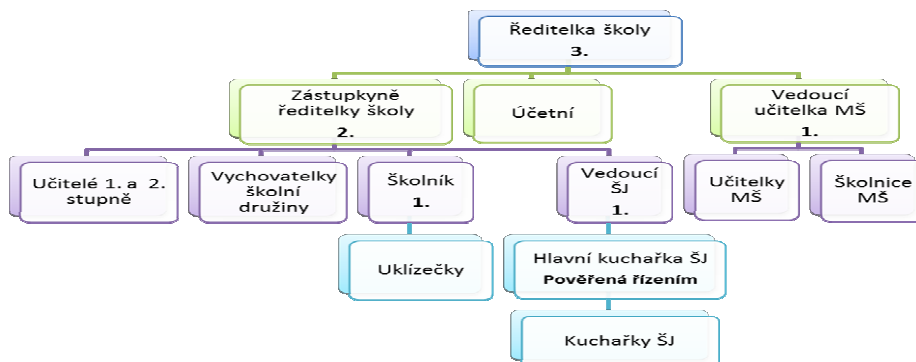 Ředitelka školy
3.
Zástupkyně
ředitelky školy
2.
Účetní
Vedoucí
učitelka MŠ
1.
Učitelé 1. a 2.
stupně
Vychovatelky
školní
družiny
Školník
1.
Vedoucí
ŠJ
1.
Učitelky
MŠ
Školnice
MŠ
Uklízečky
Hlavní kuchařka ŠJ
Pověřená řízením
Kuchařky ŠJ